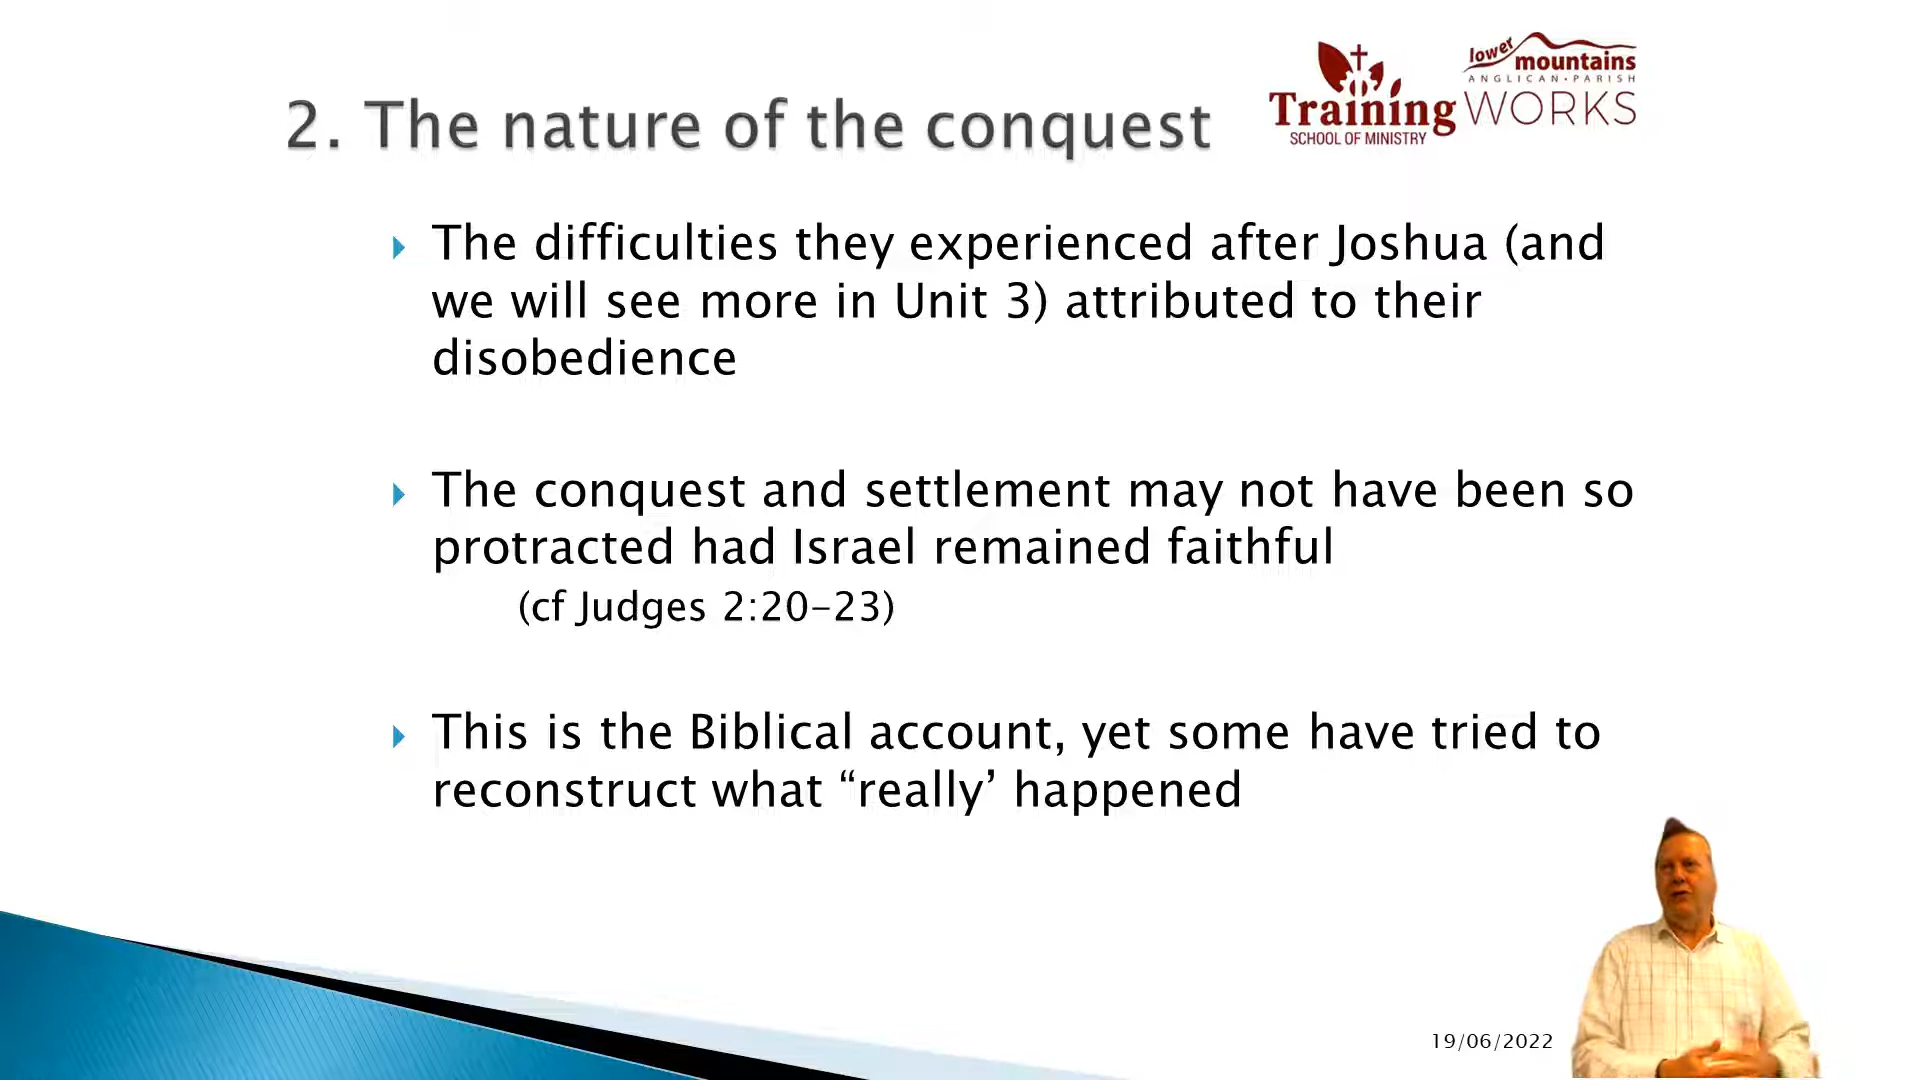 2. The nature of the conquest
Training
SCHOOL OF MINISTRY
lower
mountains
ANGLICAN•PARISH
WORKS
The difficulties they experienced after Joshua (and
we will see more in Unit 3) attributed to their
disobedience
The conquest and settlement may not have been so
protracted had Israel remained faithful
(cf Judges 2:20-23)
This is the Biblical account, yet some have tried to
reconstruct what “really’ happened
19/06/2022